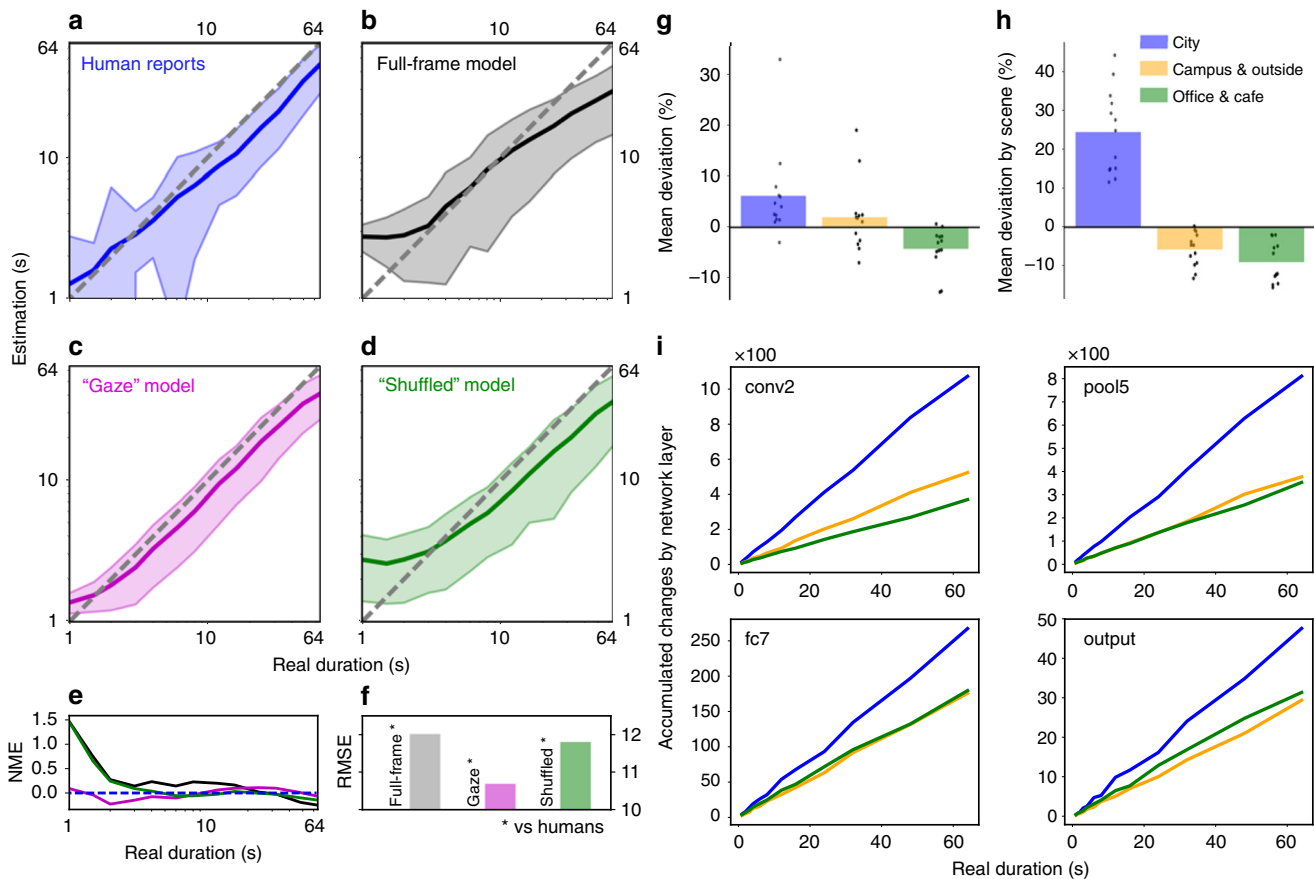 a
10
64
64
Human reports
10
1
b
10
64
64
Full-frame model
10
1
Estimation (s)
c
64
"Gaze" model
10
1
1
10
64
d
64
"Shuffled" model
10
1
1
10
64
Real duration (s)
e
NME
1.5
1.0
0.5
0.0
1
10
64
Real duration (s)
f
RMSE
Full-frame *
Gaze *
Shuffled *
12
11
10
* vs humans
g
Mean deviation (%)
30
20
10
0
−10
h
Mean deviation by scene (%)
40
30
20
10
0
−10
City
Campus & outside
Office & cafe
i
Accumulated changes by network layer
×100
conv2
10
8
6
4
2
0
0
20
40
60
×100
pool5
8
7
6
5
4
3
2
1
0
0
20
40
60
fc7
250
200
150
100
50
0
0
20
40
60
output
50
40
30
20
10
0
0
20
40
60
Real duration (s)